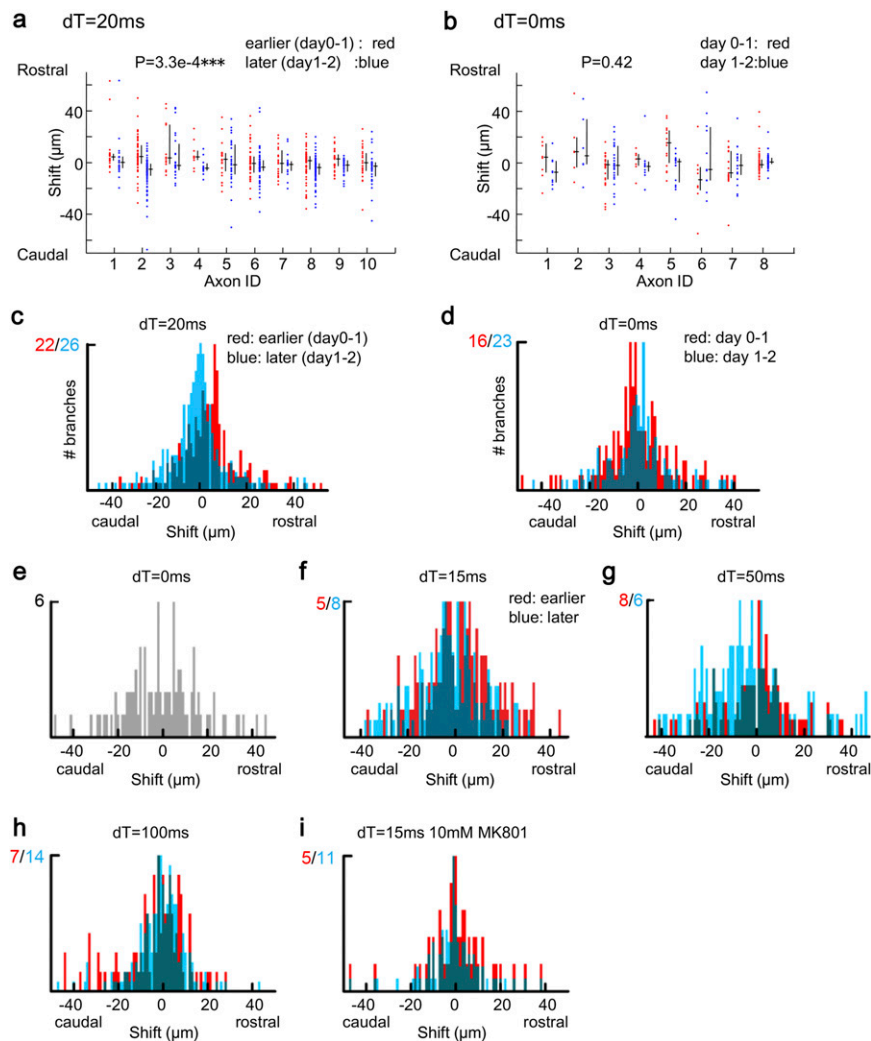 a dT=20ms
P=3.3e-4*** earlier (day0-1) : red
later (day1-2) :blue
Rostral
40
0
-40
Caudal
Shift (µm)
1 2 3 4 5 6 7 8 9 10
Axon ID
b dT=0ms
P=0.42 day 0-1: red
day 1-2:blue
Rostral
40
0
-40
Caudal
Shift (µm)
1 2 3 4 5 6 7 8
Axon ID
c dT=20ms
22/26 red: earlier (day0-1)
blue: later (day1-2)
# branches
-40 -20 0 20 40
caudal rostral
Shift (µm)
d dT=0ms
16/23 red: day 0-1
blue: day 1-2
-40 -20 0 20 40
caudal rostral
Shift (µm)
e dT=0ms
6
-40 -20 0 20 40
caudal rostral
Shift (µm)
f dT=15ms
5/8 red: earlier
blue: later
-40 -20 0 20 40
caudal rostral
Shift (µm)
g dT=50ms
8/6
-40 -20 0 20 40
caudal rostral
Shift (µm)
h dT=100ms
7/14
-40 -20 0 20 40
caudal rostral
Shift (µm)
i dT=15ms 10mM MK801
5/11
-40 -20 0 20 40
caudal rostral
Shift (µm)